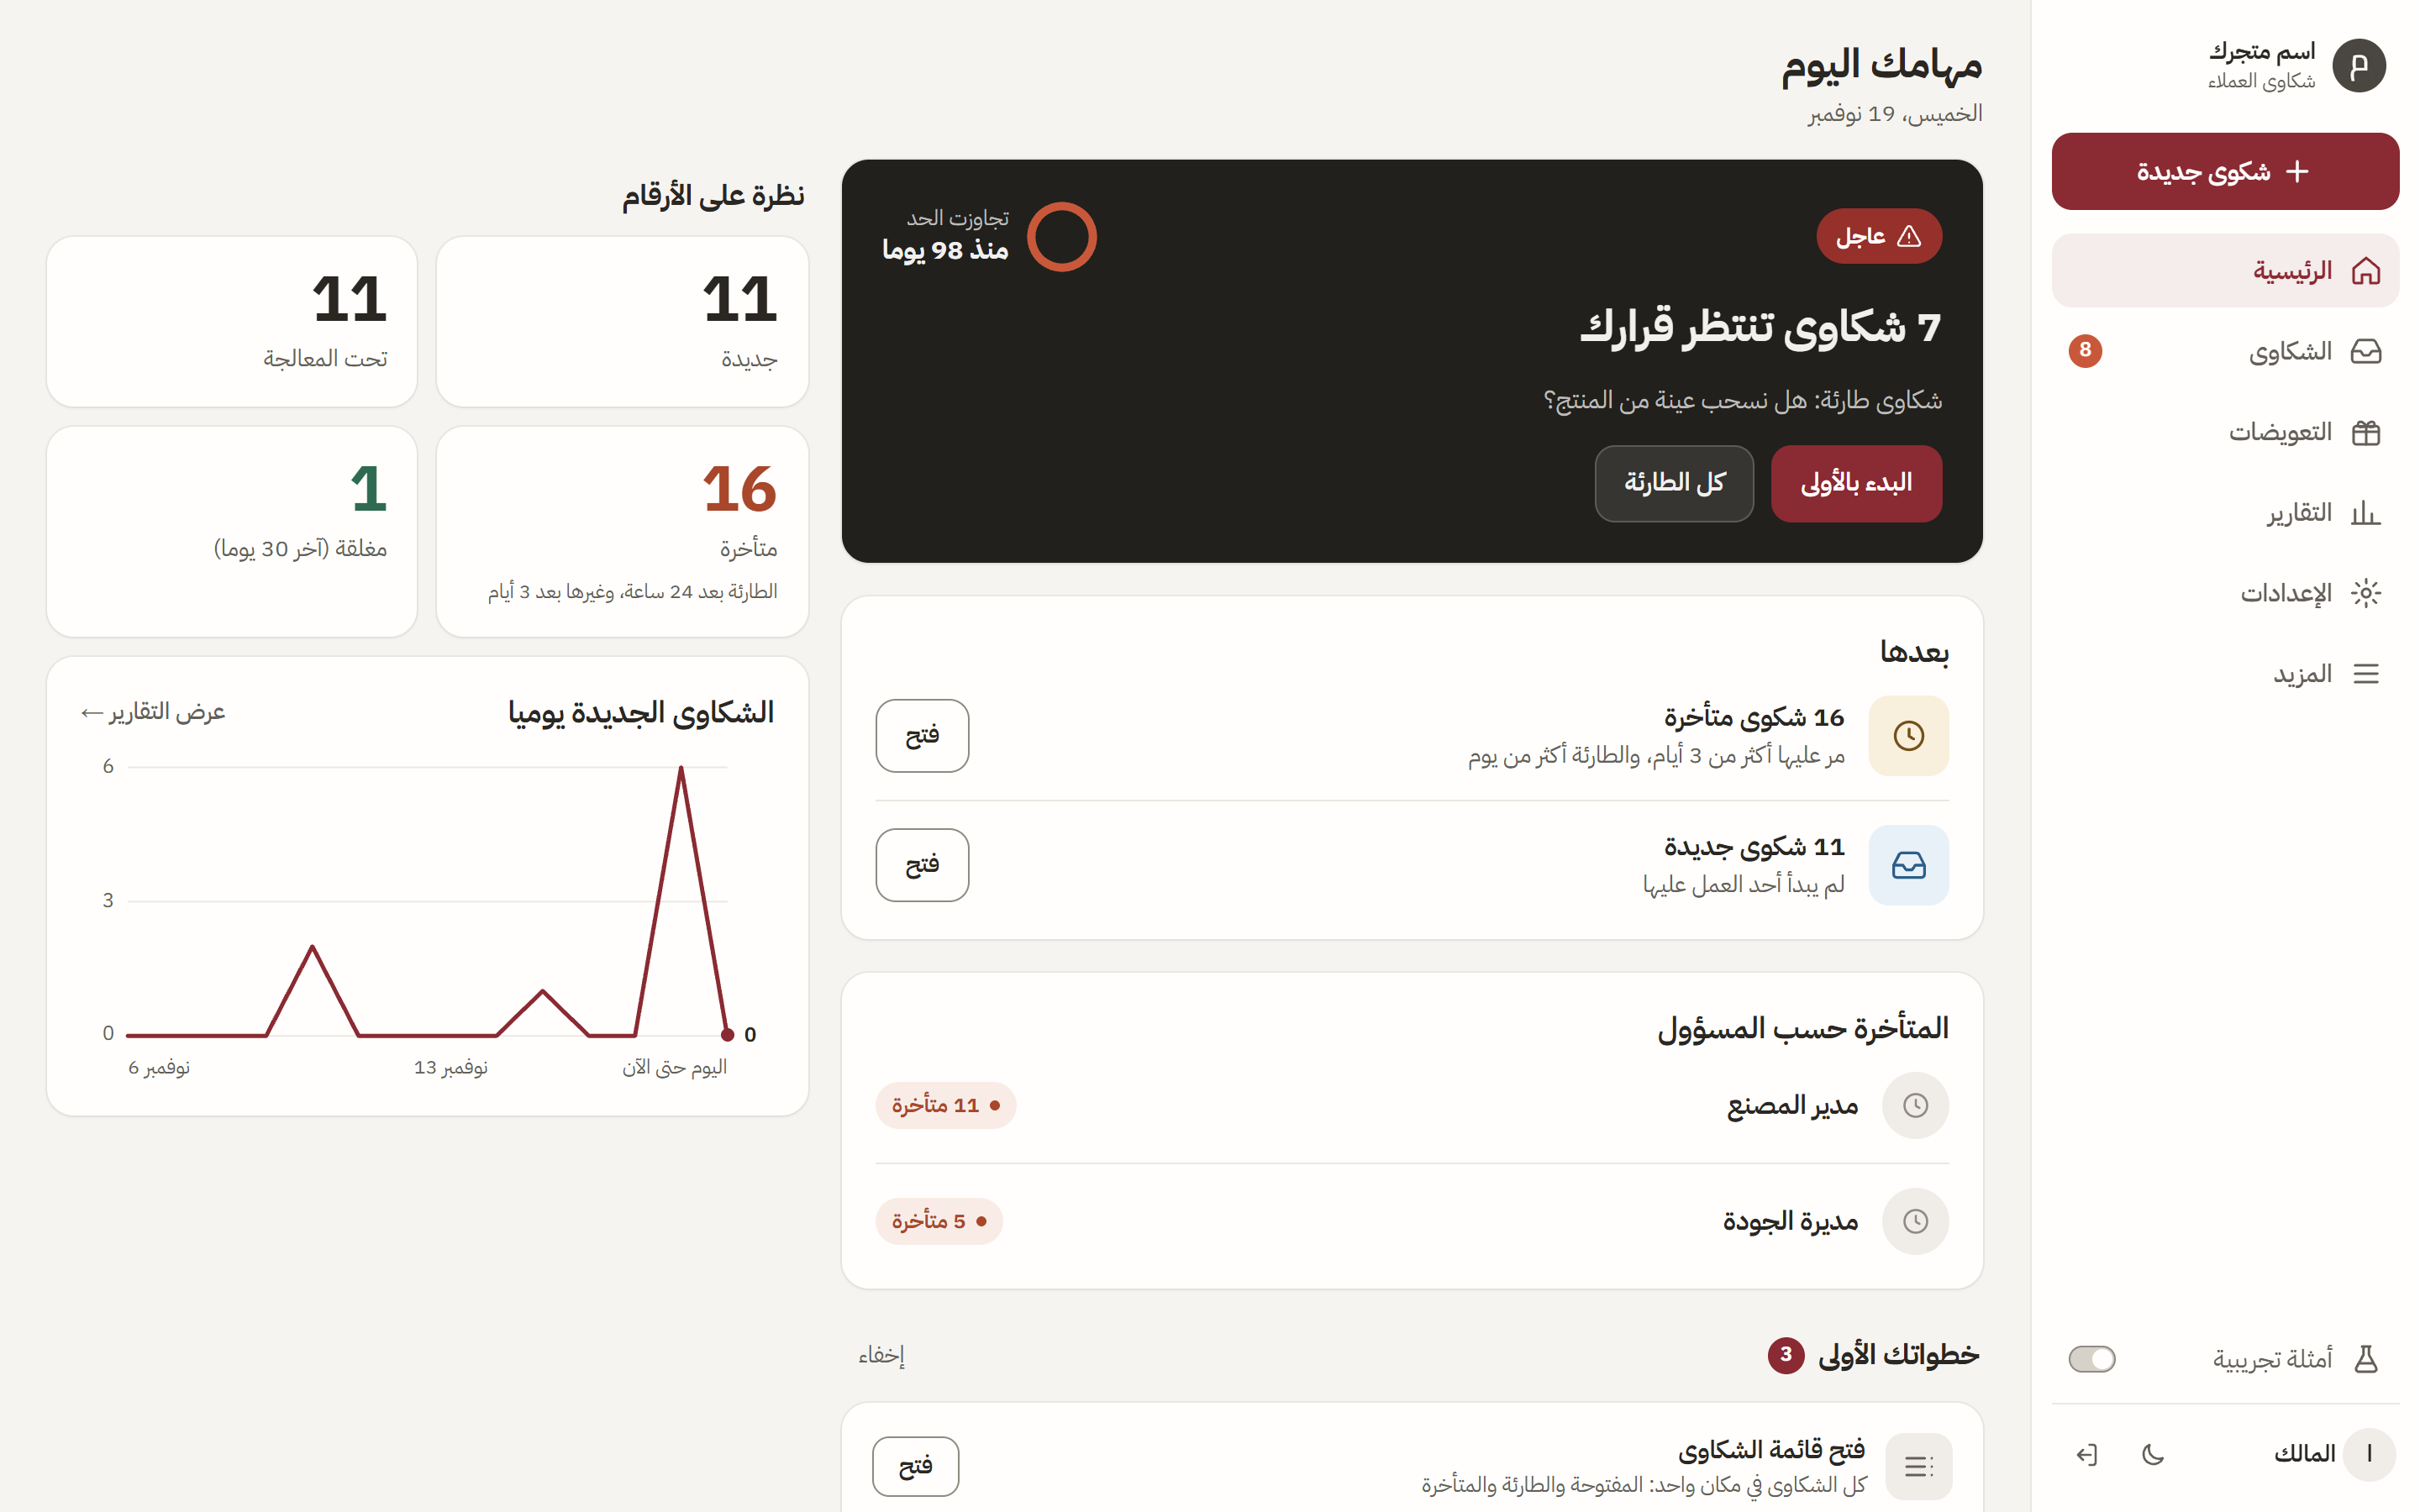 م
اسم متجرك
شكاوى العملاء
شكوى جديدة
الرئيسية
الشكاوى
8
التعويضات
التقارير
الإعدادات
المزيد
أمثلة تجريبية
ا
المالك
مهامك اليوم
الخميس، 19 نوفمبر
عاجل
تجاوزت الحد
منذ 98 يوما
7 شكاوى تنتظر قرارك
شكاوى طارئة: هل نسحب عينة من المنتج؟
البدء بالأولى
كل الطارئة
بعدها
16 شكوى متأخرة
مر عليها أكثر من 3 أيام، والطارئة أكثر من يوم
فتح
11 شكوى جديدة
لم يبدأ أحد العمل عليها
فتح
المتأخرة حسب المسؤول
مدير المصنع
11 متأخرة
مديرة الجودة
5 متأخرة
خطواتك الأولى
3
إخفاء
فتح قائمة الشكاوى
كل الشكاوى في مكان واحد: المفتوحة والطارئة والمتأخرة
فتح
نظرة على الأرقام
11
جديدة
11
تحت المعالجة
16
متأخرة
الطارئة بعد 24 ساعة، وغيرها بعد 3 أيام
1
مغلقة (آخر 30 يوما)
الشكاوى الجديدة يوميا
عرض التقارير ←
6
3
0
0
اليوم حتى الآن
13 نوفمبر
6 نوفمبر